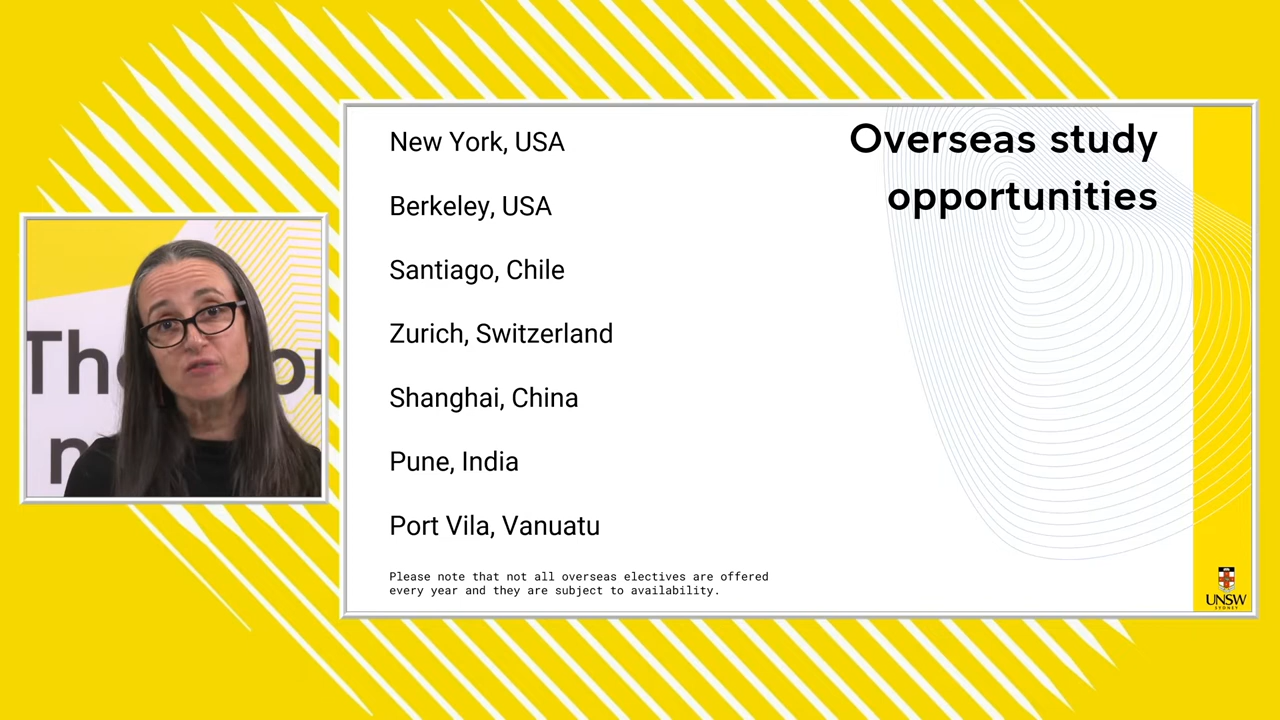 New York, USA
Berkeley, USA
Santiago, Chile
Zurich, Switzerland
Shanghai, China
Pune, India
Port Vila, Vanuatu
Please note that not all overseas electives are offered
every year and they are subject to availability.
Overseas study
opportunities
UNSW
SYDNEY